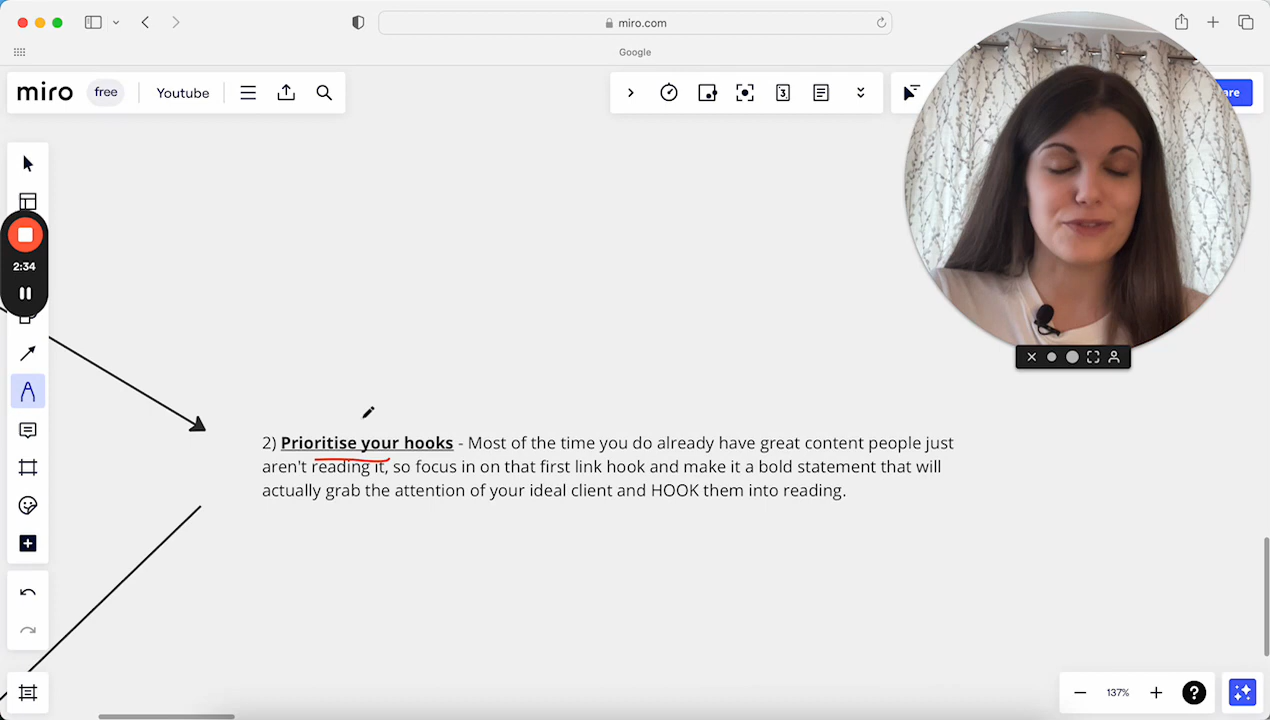 miro.com
Google
miro free Youtube
3
are
2:34
2) Prioritise your hooks - Most of the time you do already have great content people just
aren't reading it, so focus in on that first link hook and make it a bold statement that will
actually grab the attention of your ideal client and HOOK them into reading.
137%
?